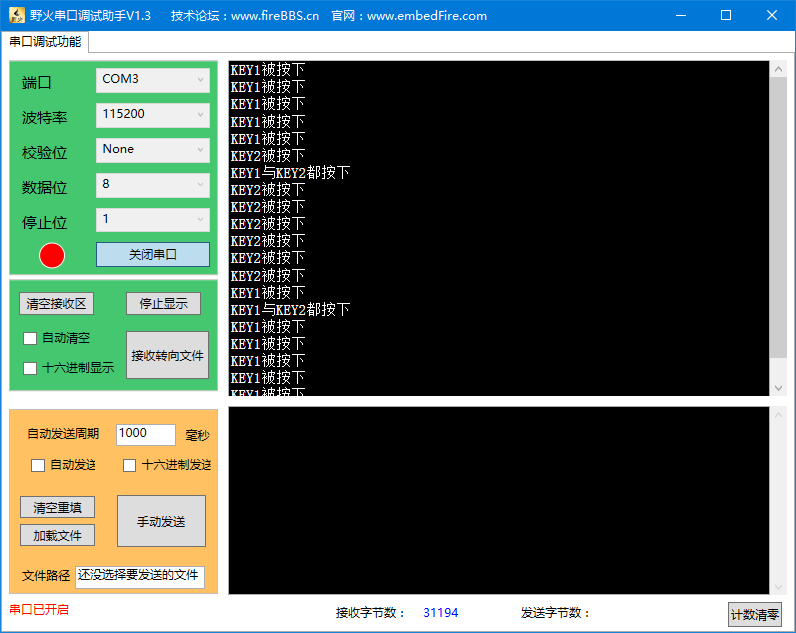 野火串口调试助手V1.3 技术论坛：www.fireBBS.cn 官网：www.embedFire.com
串口调试功能
端口 COM3
波特率 115200
校验位 None
数据位 8
停止位 1
关闭串口
清空接收区 停止显示
自动清空
十六进制显示
接收转向文件
KEY1被按下
KEY1被按下
KEY1被按下
KEY1被按下
KEY1被按下
KEY2被按下
KEY1与KEY2都按下
KEY2被按下
KEY2被按下
KEY2被按下
KEY2被按下
KEY2被按下
KEY2被按下
KEY1被按下
KEY1与KEY2都按下
KEY1被按下
KEY1被按下
KEY1被按下
KEY1被按下
KEY1被按下
自动发送周期 1000 毫秒
自动发送 十六进制发送
清空重填
加载文件
手动发送
文件路径 还没选择要发送的文件
串口已开启 接收字节数： 31194 发送字节数： 计数清零